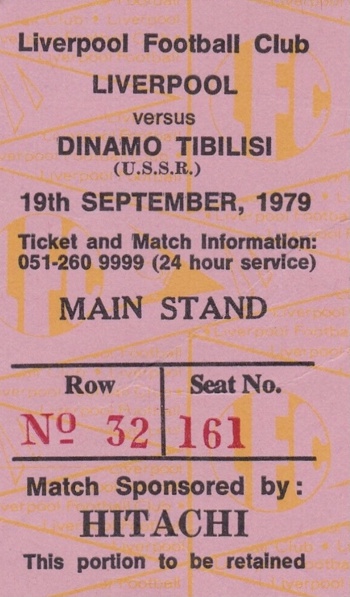 Liverpool Football Club
LIVERPOOL
versus
DINAMO TIBILISI
(U.S.S.R.)
19th SEPTEMBER, 1979
Ticket and Match Information:
051-260 9999 (24 hour service)
MAIN STAND
Row Seat No.
Nº 32 161
Match Sponsored by:
HITACHI
This portion to be retained